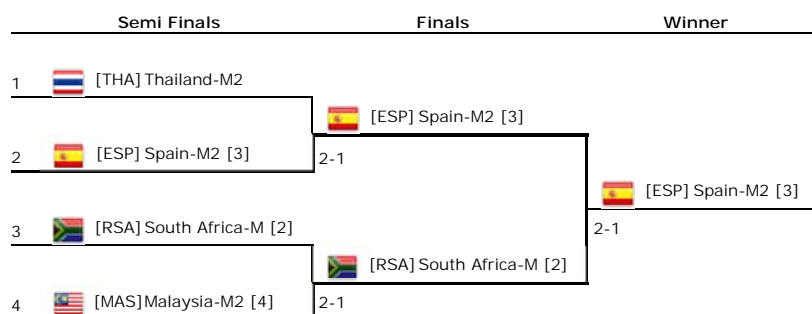 Semi Finals Finals Winner
1 [THA] Thailand-M2
[ESP] Spain-M2 [3]
2 [ESP] Spain-M2 [3] 2-1
[ESP] Spain-M2 [3]
3 [RSA] South Africa-M [2] 2-1
[RSA] South Africa-M [2]
4 [MAS] Malaysia-M2 [4] 2-1